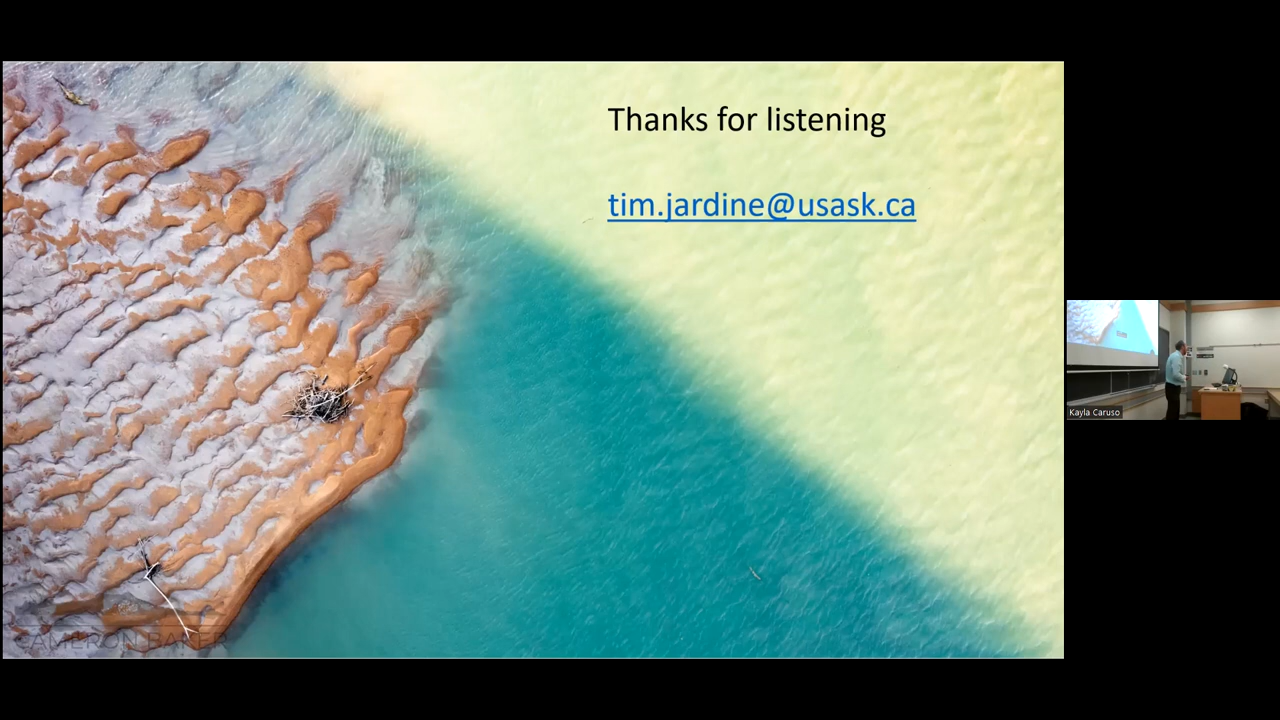 Thanks for listening
tim.jardine@usask.ca
Kayla Caruso
CAMERON BAKER